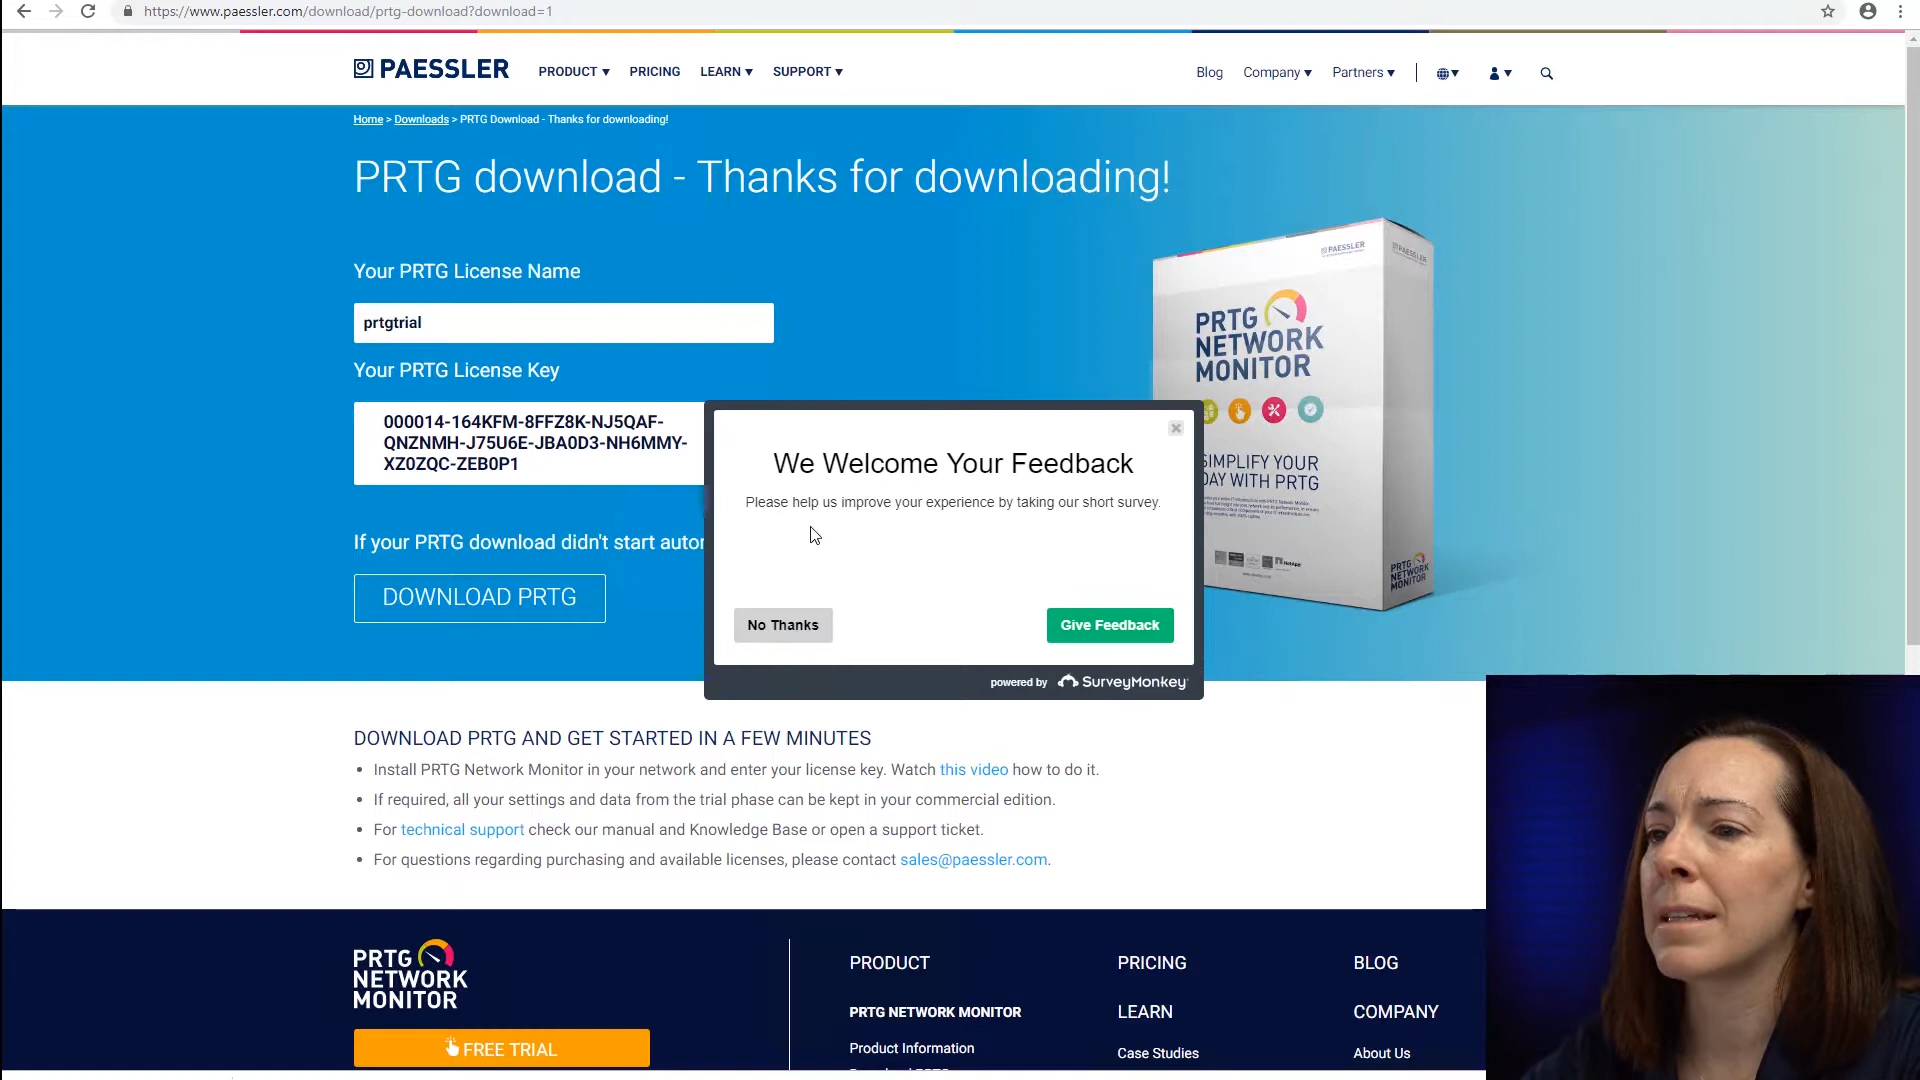 https://www.paessler.com/download/prtg-download?download=1
PAESSLER
PRODUCT
PRICING
LEARN
SUPPORT
Blog
Company
Partners
Home > Downloads > PRTG Download - Thanks for downloading!
PRTG download - Thanks for downloading!
Your PRTG License Name
prtgtrial
Your PRTG License Key
000014-164KFM-8FFZ8K-NJ5QAF-
QNZNMH-J75U6E-JBA0D3-NH6MMY-
XZ0ZQC-ZEB0P1
If your PRTG download didn't start
DOWNLOAD PRTG
PAESSLER
PAESSLER
PRTG
NETWORK
MONITOR
SIMPLIFY YOUR
DAY WITH PRTG
NetApp
PRTG
NETWORK
MONITOR
We Welcome Your Feedback
Please help us improve your experience by taking our short survey.
No Thanks
Give Feedback
powered by SurveyMonkey
DOWNLOAD PRTG AND GET STARTED IN A FEW MINUTES
• Install PRTG Network Monitor in your network and enter your license key. Watch this video how to do it.
• If required, all your settings and data from the trial phase can be kept in your commercial edition.
• For technical support check our manual and Knowledge Base or open a support ticket.
• For questions regarding purchasing and available licenses, please contact sales@paessler.com.
PRTG
NETWORK
MONITOR
FREE TRIAL
PRODUCT
PRTG NETWORK MONITOR
Product Information
PRICING
LEARN
Case Studies
BLOG
COMPANY
About Us